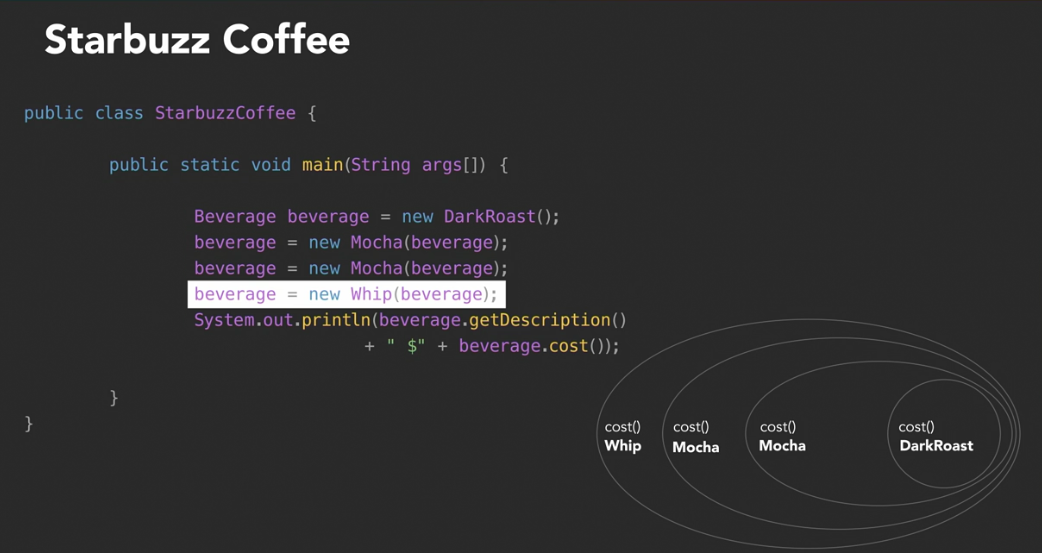 Starbuzz Coffee
public class StarbuzzCoffee {
public static void main(String args[]) {
Beverage beverage = new DarkRoast();
beverage = new Mocha(beverage);
beverage = new Mocha(beverage);
beverage = new Whip(beverage);
System.out.println(beverage.getDescription()
+ " $" + beverage.cost());
}
}
cost() cost() cost() cost()
Whip Mocha Mocha DarkRoast